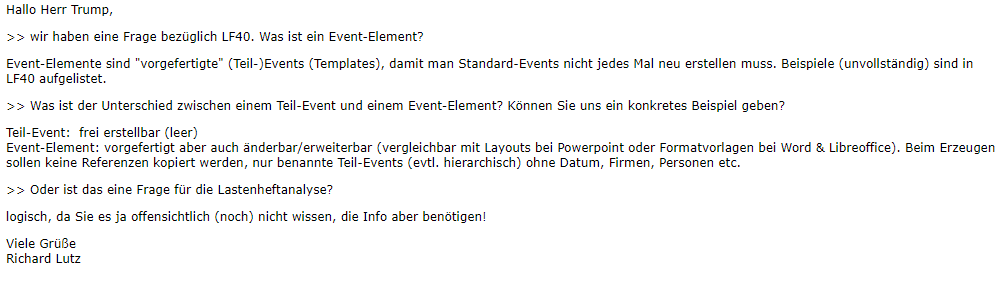 Hallo Herr Trump,
>> wir haben eine Frage bezüglich LF40. Was ist ein Event-Element?
Event-Elemente sind "vorgefertigte" (Teil-)Events (Templates), damit man Standard-Events nicht jedes Mal neu erstellen muss. Beispiele (unvollständig) sind in
LF40 aufgelistet.
>> Was ist der Unterschied zwischen einem Teil-Event und einem Event-Element? Können Sie uns ein konkretes Beispiel geben?
Teil-Event:  frei erstellbar (leer)
Event-Element: vorgefertigt aber auch änderbar/erweiterbar (vergleichbar mit Layouts bei Powerpoint oder Formatvorlagen bei Word & Libreoffice). Beim Erzeugen
sollen keine Referenzen kopiert werden, nur benannte Teil-Events (evtl. hierarchisch) ohne Datum, Firmen, Personen etc.
>> Oder ist das eine Frage für die Lastenheftanalyse?
logisch, da Sie es ja offensichtlich (noch) nicht wissen, die Info aber benötigen!
Viele Grüße
Richard Lutz